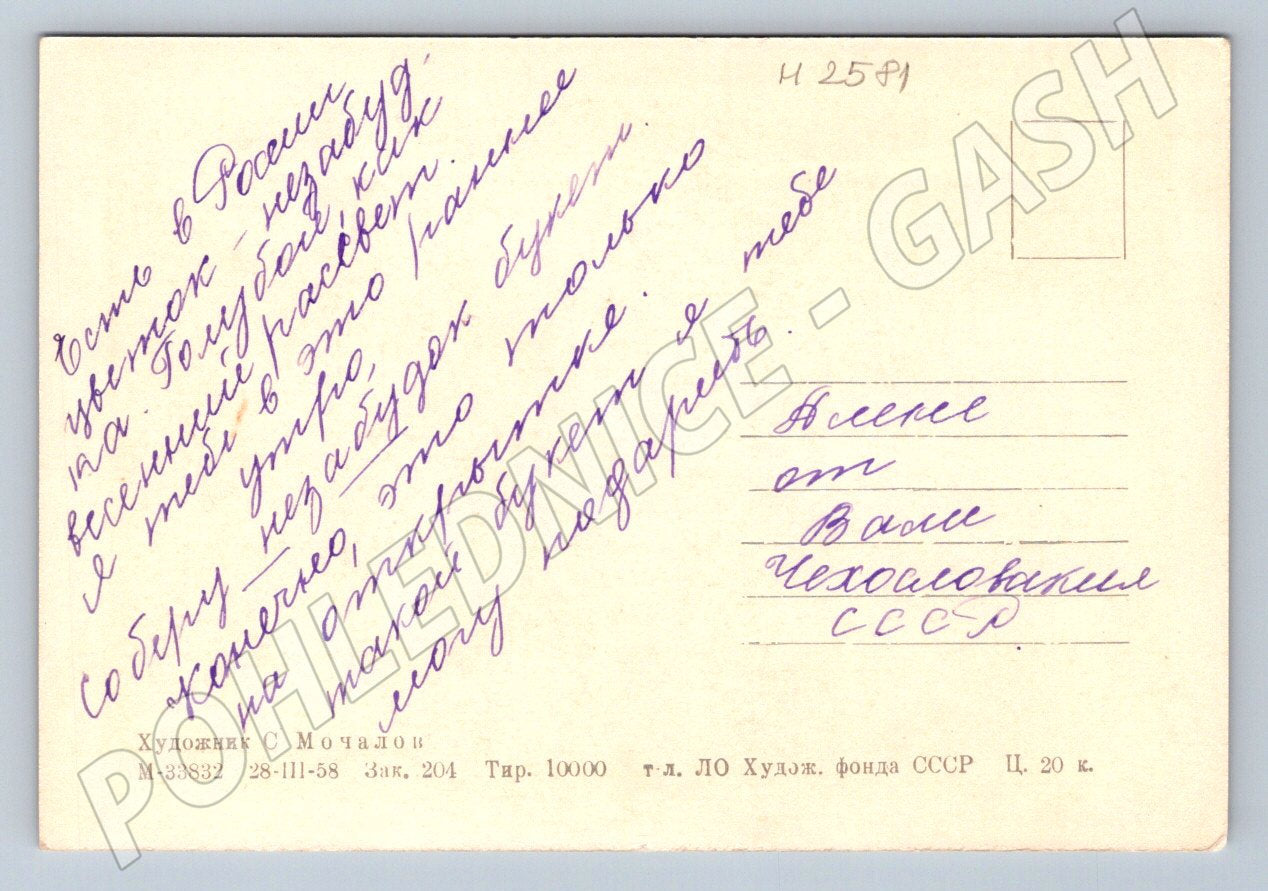 Н 2581
Есть в России
цветок – незабуд-
ка. Голубой, как
весенний рассвет.
Я тебе в это раннее
утро,
Соберу незабудок букет.
Конечно, это только
на открытке.
такой букет я тебе
могу подарить.
Алене
от
Вали
Чехословакия
СССР
Художник С Мочалов
М-33832 28-III-58 Зак. 204 Тир. 10000 т-л. ЛО Худож. фонда СССР Ц. 20 к.
POHLEDNICE - GASH